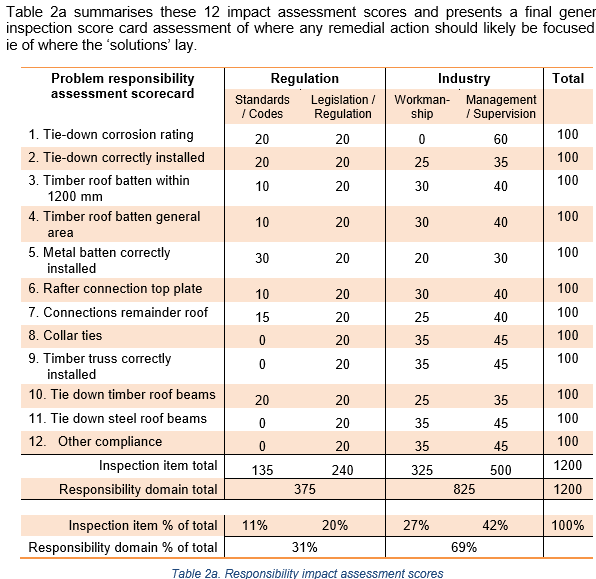 Table 2a summarises these 12 impact assessment scores and presents a final gener
inspection score card assessment of where any remedial action should likely be focused
ie of where the ‘solutions’ lay.
Problem responsibility assessment scorecard Regulation Industry Total
Standards / Codes Legislation / Regulation Workman-ship Management / Supervision
1. Tie-down corrosion rating 20 20 0 60 100
2. Tie-down correctly installed 20 20 25 35 100
3. Timber roof batten within 1200 mm 10 20 30 40 100
4. Timber roof batten general area 10 20 30 40 100
5. Metal batten correctly installed 30 20 20 30 100
6. Rafter connection top plate 10 20 30 40 100
7. Connections remainder roof 15 20 25 40 100
8. Collar ties 0 20 35 45 100
9. Timber truss correctly installed 0 20 35 45 100
10. Tie down timber roof beams 20 20 25 35 100
11. Tie down steel roof beams 0 20 35 45 100
12. Other compliance 0 20 35 45 100
Inspection item total 135 240 325 500 1200
Responsibility domain total 375 825 1200
Inspection item % of total 11% 20% 27% 42% 100%
Responsibility domain % of total 31% 69%
Table 2a. Responsibility impact assessment scores